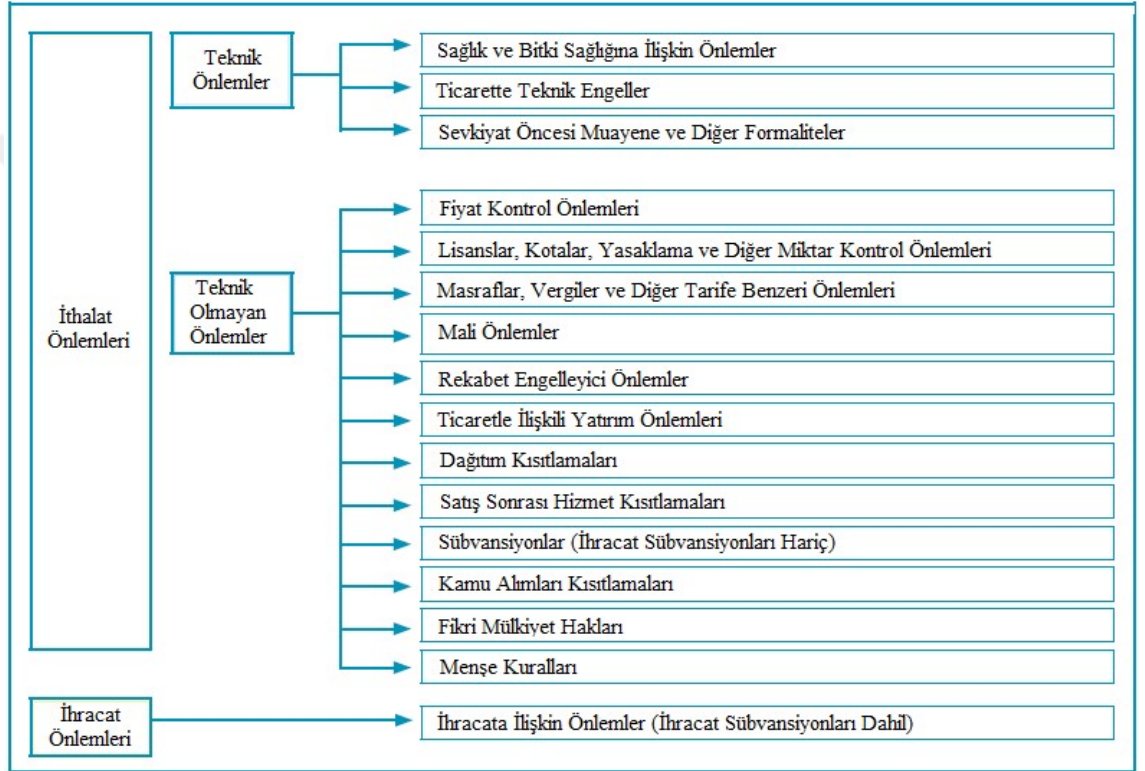 İthalat
Önlemleri
Teknik
Önlemler
Sağlık ve Bitki Sağlığına İlişkin Önlemler
Ticarette Teknik Engeller
Sevkiyat Öncesi Muayene ve Diğer Formaliteler
Teknik
Olmayan
Önlemler
Fiyat Kontrol Önlemleri
Lisanslar, Kotalar, Yasaklama ve Diğer Miktar Kontrol Önlemleri
Masraflar, Vergiler ve Diğer Tarife Benzeri Önlemleri
Mali Önlemler
Rekabet Engelleyici Önlemler
Ticaretle İlişkili Yatırım Önlemleri
Dağıtım Kısıtlamaları
Satış Sonrası Hizmet Kısıtlamaları
Sübvansiyonlar (İhracat Sübvansiyonları Hariç)
Kamu Alımları Kısıtlamaları
Fikri Mülkiyet Hakları
Menşe Kuralları
İhracat
Önlemleri
İhracata İlişkin Önlemler (İhracat Sübvansiyonları Dahil)